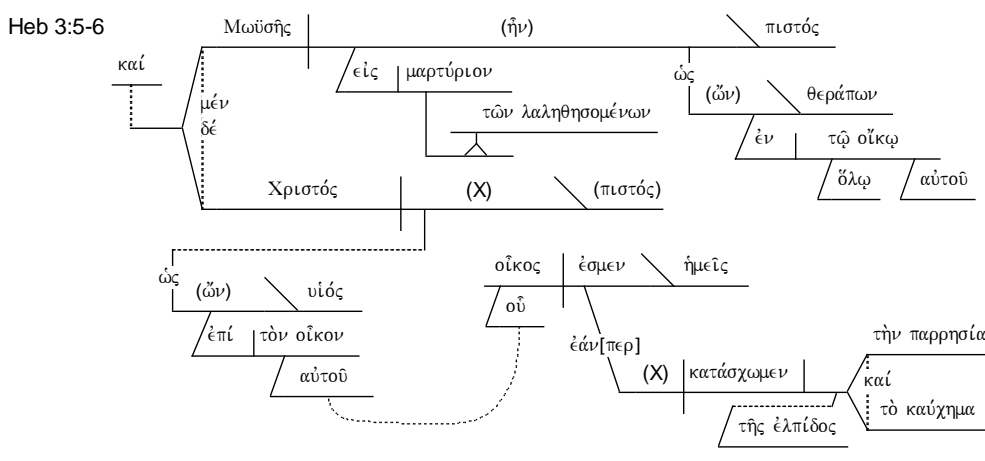 Heb 3:5-6
Μωϋσῆς (ἦν) πιστός
καί
εἰς μαρτύριον
ὡς
μέν
(ὤν) θεράπων
δέ
τῶν λαληθησομένων
ἐν τῷ οἴκῳ
ὅλῳ αὐτοῦ
Χριστός (X) (πιστός)
ὡς
(ὤν) υἱός
οἶκος ἐσμεν ἡμεῖς
οὗ
ἐπί τὸν οἶκον
ἐάν[περ]
τὴν παρρησία
αὐτοῦ
(X) κατάσχωμεν
καί
τὸ καύχημα
τῆς ἐλπίδος